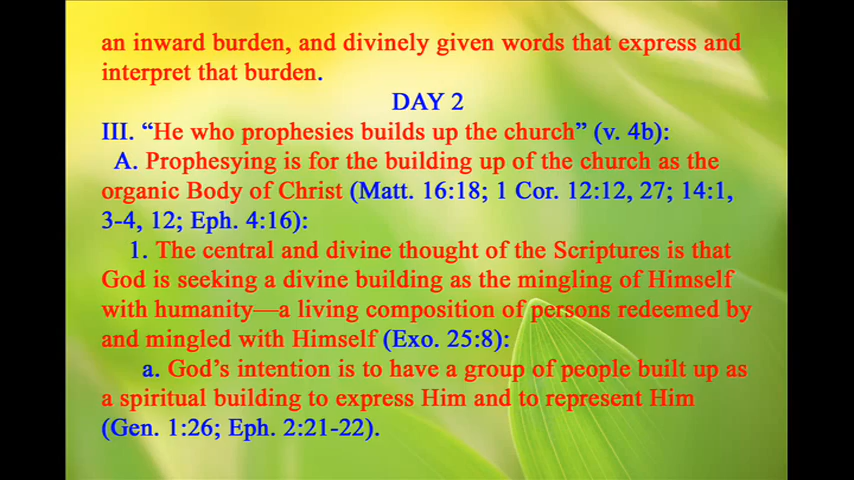 an inward burden, and divinely given words that express and
interpret that burden.
DAY 2
III. “He who prophesies builds up the church” (v. 4b):
A. Prophesying is for the building up of the church as the
organic Body of Christ (Matt. 16:18; 1 Cor. 12:12, 27; 14:1,
3-4, 12; Eph. 4:16):
1. The central and divine thought of the Scriptures is that
God is seeking a divine building as the mingling of Himself
with humanity—a living composition of persons redeemed by
and mingled with Himself (Exo. 25:8):
a. God’s intention is to have a group of people built up as
a spiritual building to express Him and to represent Him
(Gen. 1:26; Eph. 2:21-22).